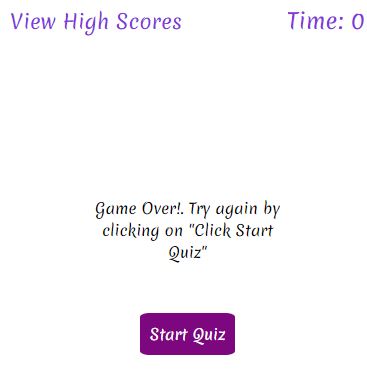 View High Scores
Time: 0
Game Over!. Try again by
clicking on "Click Start
Quiz"
Start Quiz